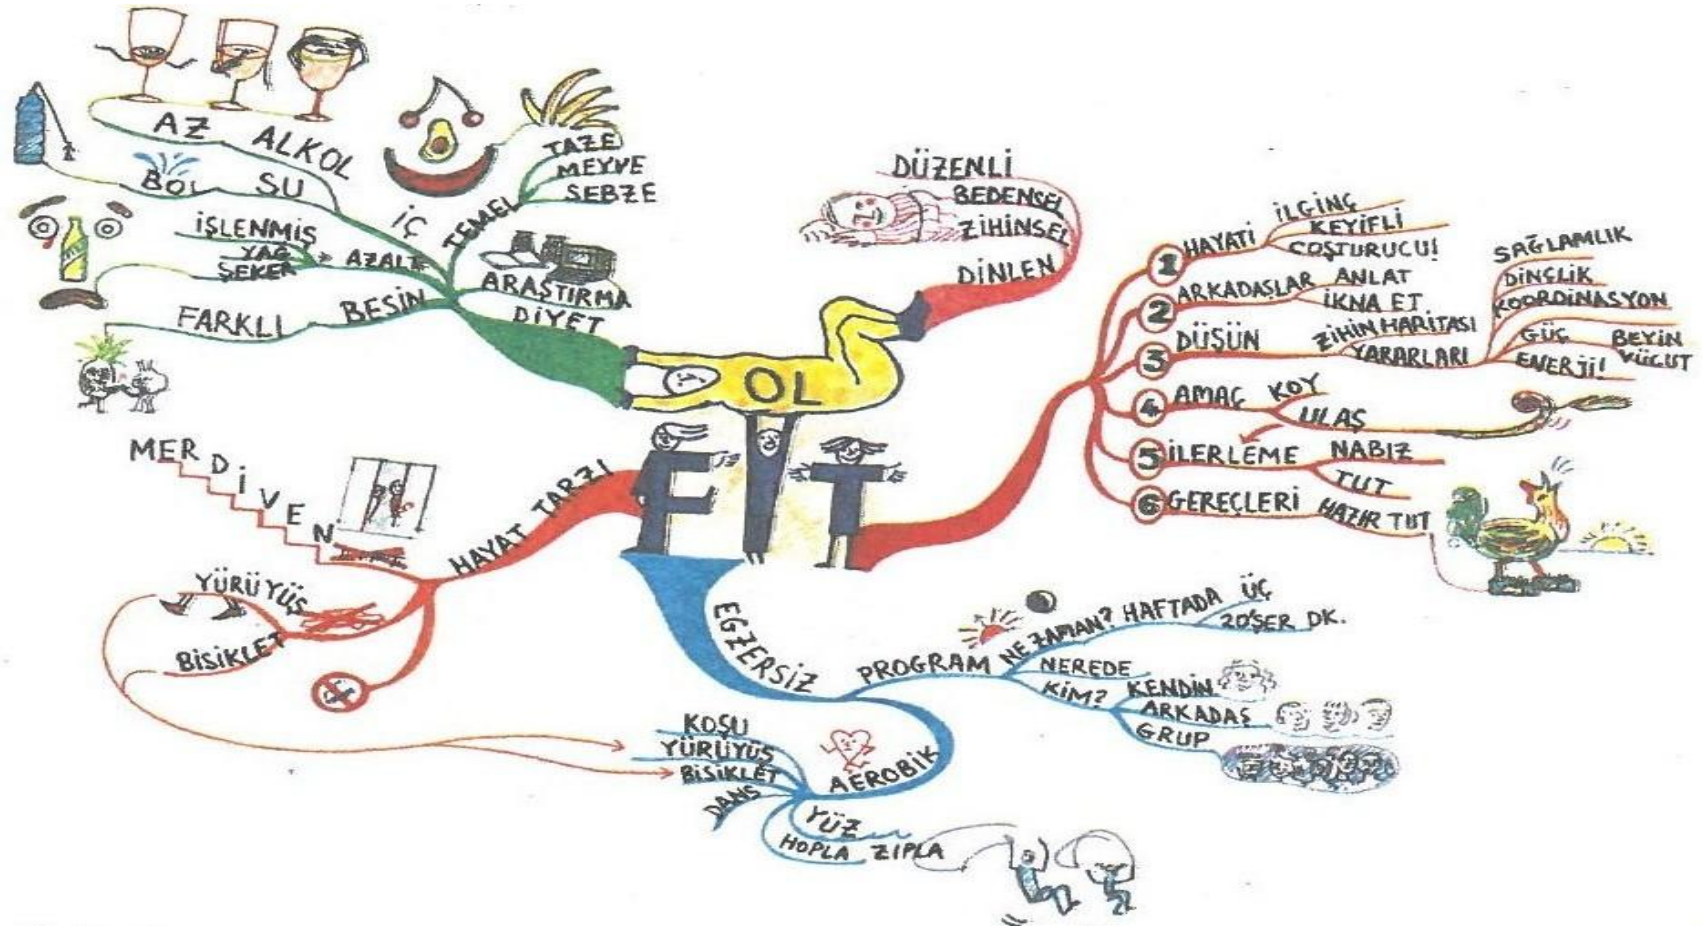 AZ ALKOL
BOL SU
İÇ
İŞLENMİŞ
YAĞ
ŞEKER
AZALT
FARKLI BESİN
TEMEL
TAZE
MEYVE
SEBZE
ARAŞTIRMA
DİYET
DÜZENLİ
BEDENSEL
ZİHİNSEL
DİNLEN
OL
FIT
1 HAYATI
İLGİNÇ
KEYİFLİ
COŞTURUCU!
2 ARKADAŞLAR
ANLAT
İKNA ET
3 DÜŞÜN
ZİHİN HARİTASI
YARARLARI
SAĞLAMLIK
DİNÇLİK
KOORDİNASYON
GÜÇ
BEYİN
VÜCUT
ENERJİ!
4 AMAÇ
KOY
ULAŞ
5 İLERLEME
NABIZ
TUT
6 GEREÇLERİ
HAZIR TUT
HAYAT TARZI
MERDİVEN
YÜRÜYÜŞ
BİSİKLET
EGZERSİZ
PROGRAM
NE ZAMAN? HAFTADA
ÜÇ
20'ŞER DK.
NEREDE
KİM?
KENDİN
ARKADAŞ
GRUP
AEROBİK
KOŞU
YÜRÜYÜŞ
BİSİKLET
DANS
YÜZ
HOPLA ZIPLA